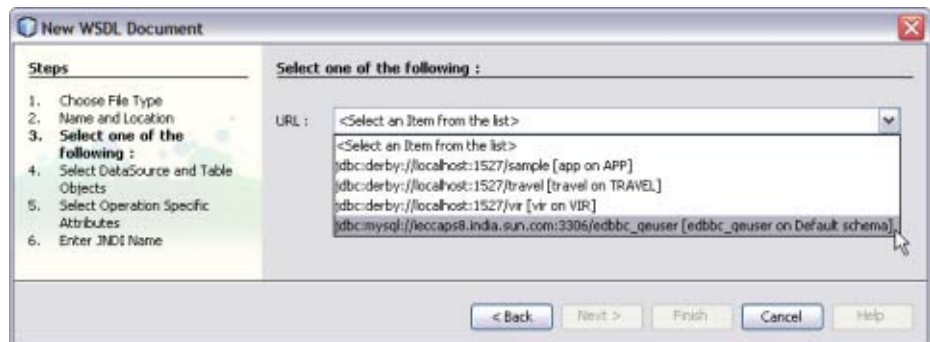 New WSDL Document
Steps
1. Choose File Type
2. Name and Location
3. Select one of the
following :
4. Select DataSource and Table
Objects
5. Select Operation Specific
Attributes
6. Enter JNDI Name
Select one of the following :
URL : <Select an Item from the list>
<Select an Item from the list>
jdbc:derby://localhost:1527/sample [app on APP]
jdbc:derby://localhost:1527/travel [travel on TRAVEL]
jdbc:derby://localhost:1527/vir [vir on VIR]
jdbc:mysql://ieccaps8.india.sun.com:3306/edbbc_qeuser [edbbc_qeuser on Default schema]
< Back Next > Finish Cancel Help